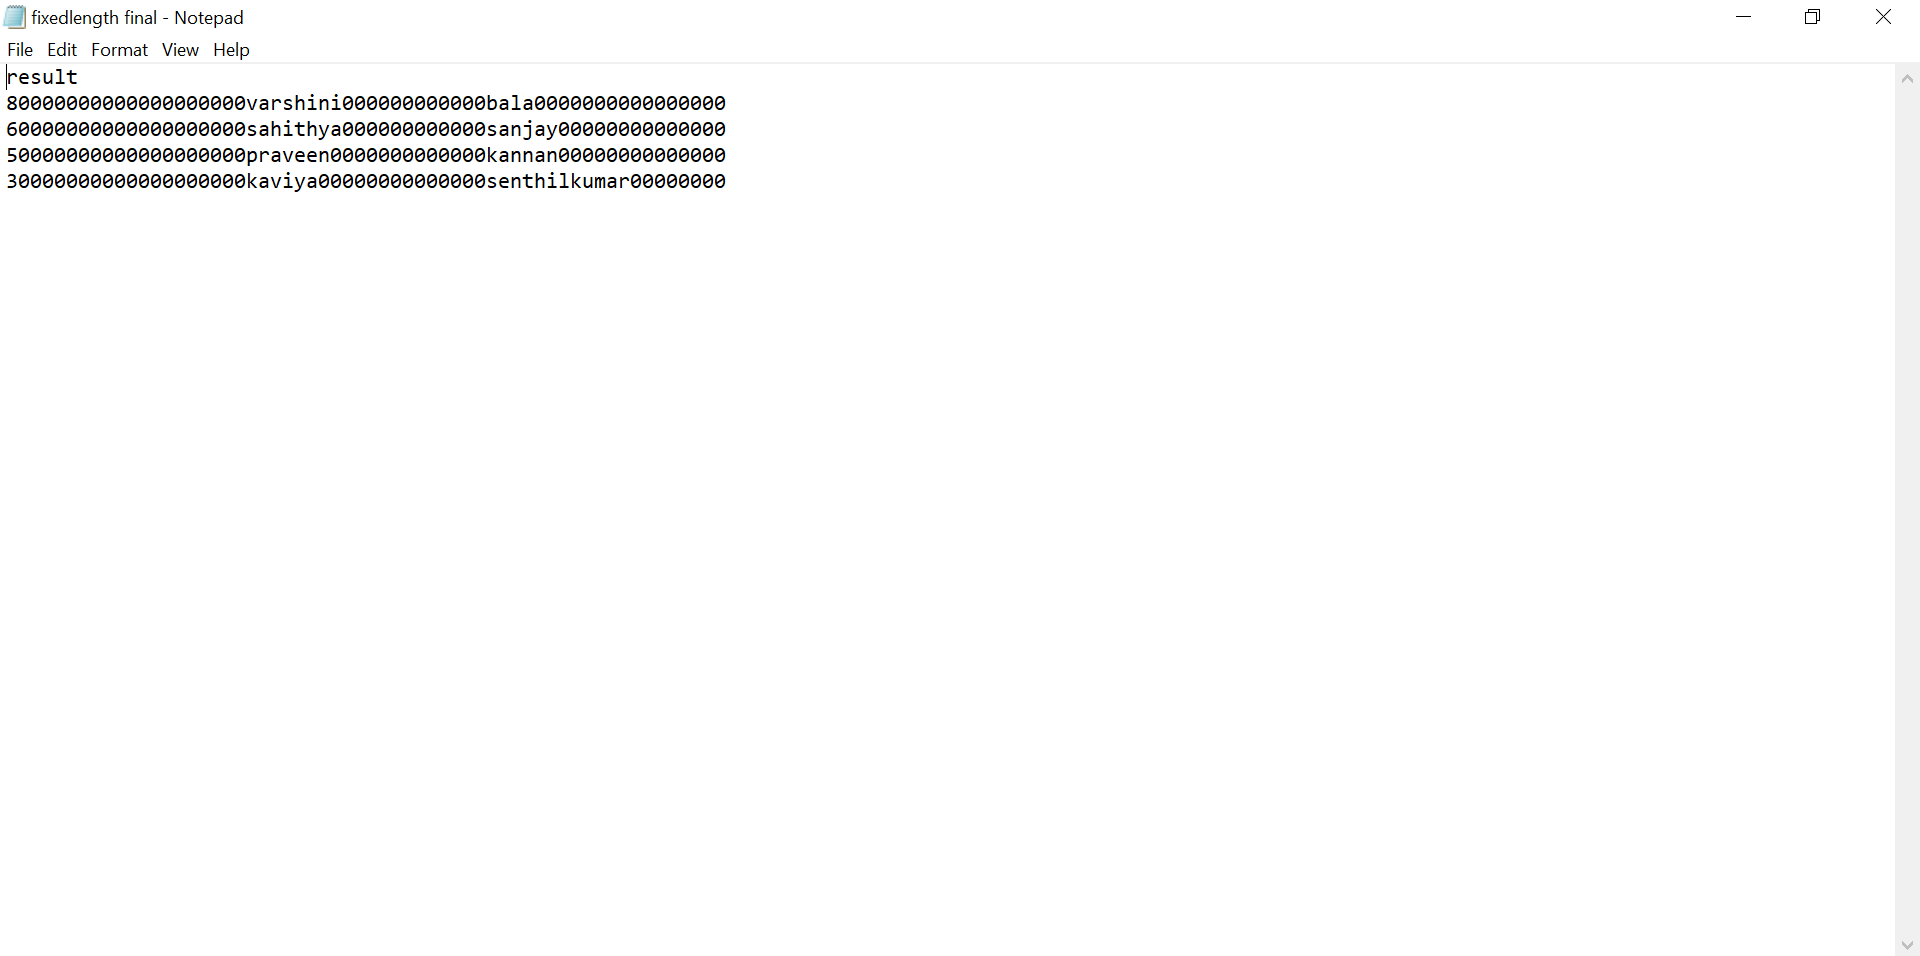 fixedlength final - Notepad
File Edit Format View Help
result
80000000000000000000varshini000000000000bala0000000000000000
60000000000000000000sahithya000000000000sanjay00000000000000
50000000000000000000praveen0000000000000kannan00000000000000
30000000000000000000kaviya00000000000000senthilkumar00000000